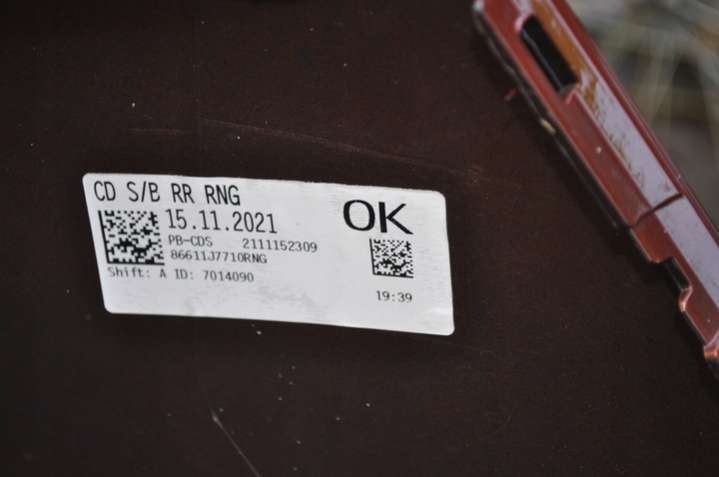 CD S/B RR RNG
15.11.2021
OK
PB-CDS 2111152309
86611J7710RNG
Shift: A ID: 7014090
19:39